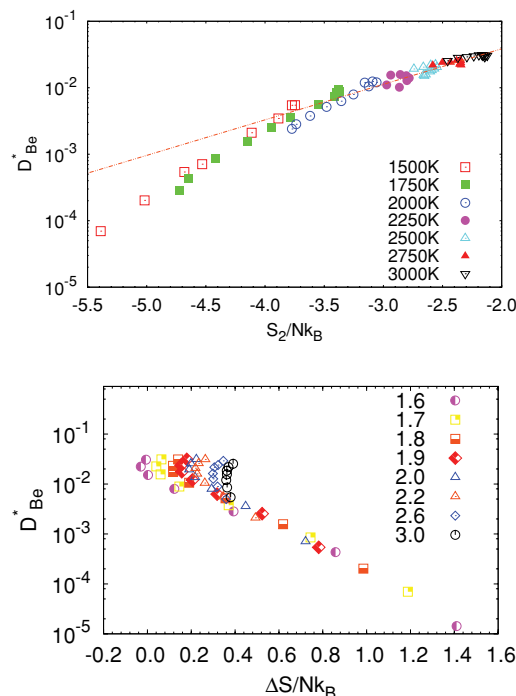 10⁻¹
10⁻²
10⁻³
10⁻⁴
10⁻⁵
D*Be
1500K
1750K
2000K
2250K
2500K
2750K
3000K
-5.5 -5.0 -4.5 -4.0 -3.5 -3.0 -2.5 -2.0
S₂/NkB
10⁻¹
10⁻²
10⁻³
10⁻⁴
10⁻⁵
D*Be
1.6
1.7
1.8
1.9
2.0
2.2
2.6
3.0
-0.2 0.0 0.2 0.4 0.6 0.8 1.0 1.2 1.4 1.6
ΔS/NkB